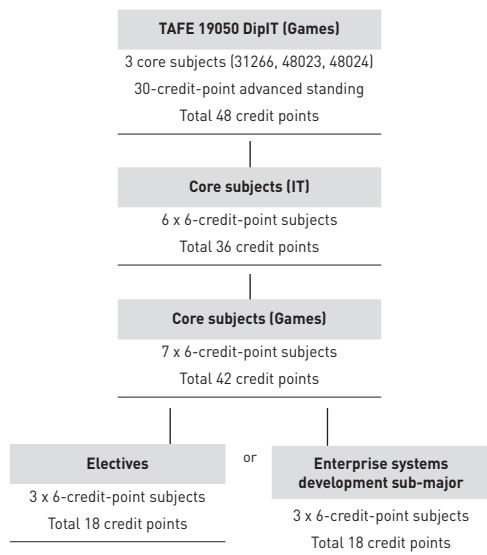 TAFE 19050 DipIT (Games)
3 core subjects (31266, 48023, 48024)
30-credit-point advanced standing
Total 48 credit points
Core subjects (IT)
6 x 6-credit-point subjects
Total 36 credit points
Core subjects (Games)
7 x 6-credit-point subjects
Total 42 credit points
Electives
3 x 6-credit-point subjects
Total 18 credit points
or
Enterprise systems
development sub-major
3 x 6-credit-point subjects
Total 18 credit points